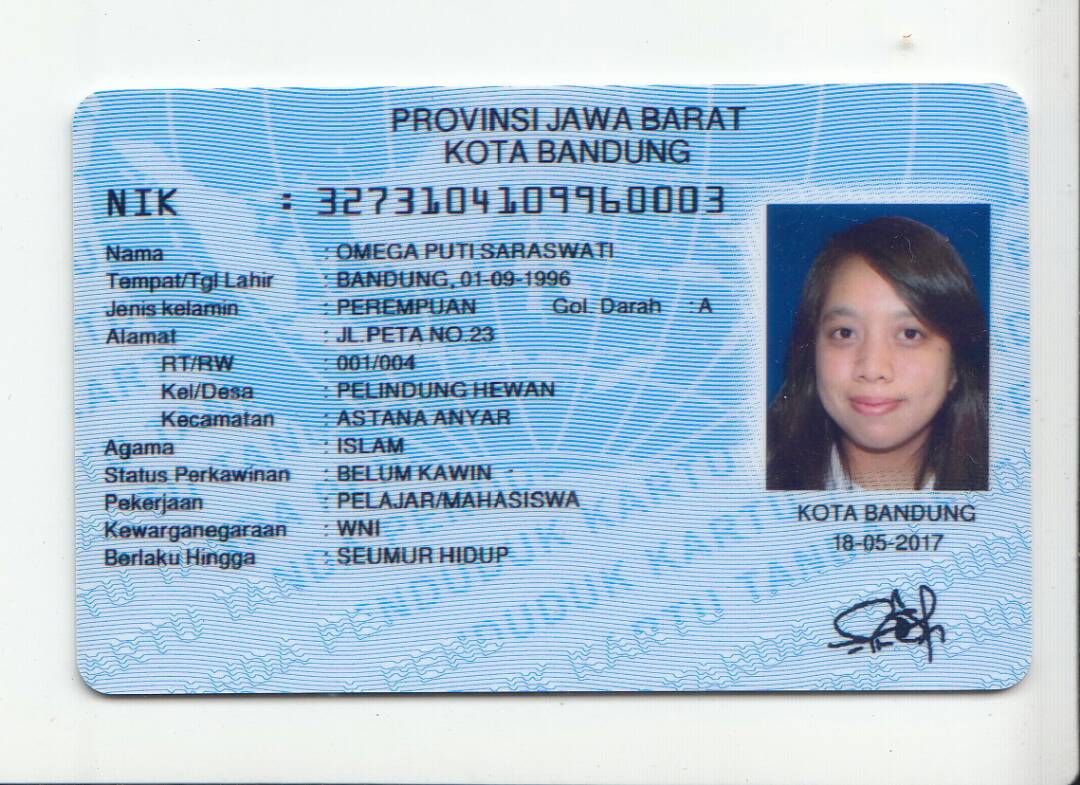 PROVINSI JAWA BARAT
KOTA BANDUNG
NIK : 3273104109960003
Nama : OMEGA PUTI SARASWATI
Tempat/Tgl Lahir : BANDUNG, 01-09-1996
Jenis kelamin : PEREMPUAN Gol. Darah : A
Alamat : JL.PETA NO.23
RT/RW : 001/004
Kel/Desa : PELINDUNG HEWAN
Kecamatan : ASTANA ANYAR
Agama : ISLAM
Status Perkawinan : BELUM KAWIN
Pekerjaan : PELAJAR/MAHASISWA
Kewarganegaraan : WNI
Berlaku Hingga : SEUMUR HIDUP
KOTA BANDUNG
18-05-2017